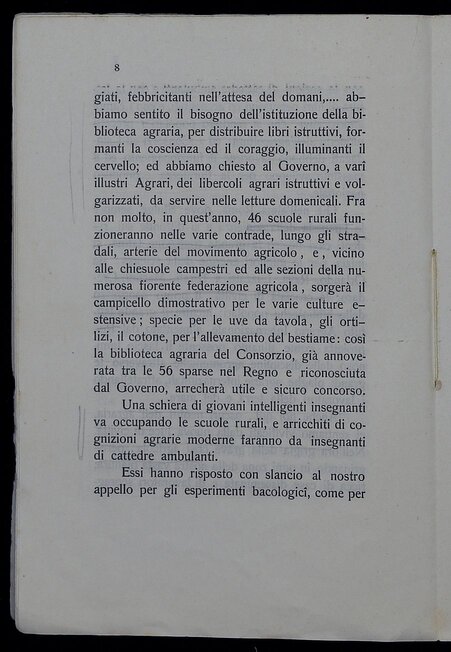 8
giati, febbricitanti nell'attesa del domani,.... ab-
biamo sentito il bisogno dell'istituzione della bi-
blioteca agraria, per distribuire libri istruttivi, for-
manti la coscienza ed il coraggio, illuminanti il
cervello; ed abbiamo chiesto al Governo, a varî
illustri Agrari, dei libercoli agrari istruttivi e vol-
garizzati, da servire nelle letture domenicali. Fra
non molto, in quest'anno, 46 scuole rurali fun-
zioneranno nelle varie contrade, lungo gli stra-
dali, arterie del movimento agricolo, e, vicino
alle chiesuole campestri ed alle sezioni della nu-
merosa fiorente federazione agricola, sorgerà il
campicello dimostrativo per le varie culture e-
stensive; specie per le uve da tavola, gli orti-
lizi, il cotone, per l'allevamento del bestiame: così
la biblioteca agraria del Consorzio, già annove-
rata tra le 56 sparse nel Regno e riconosciuta
dal Governo, arrecherà utile e sicuro concorso.
Una schiera di giovani intelligenti insegnanti
va occupando le scuole rurali, e arricchiti di co-
gnizioni agrarie moderne faranno da insegnanti
di cattedre ambulanti.
Essi hanno risposto con slancio al nostro
appello per gli esperimenti bacologicî, come per